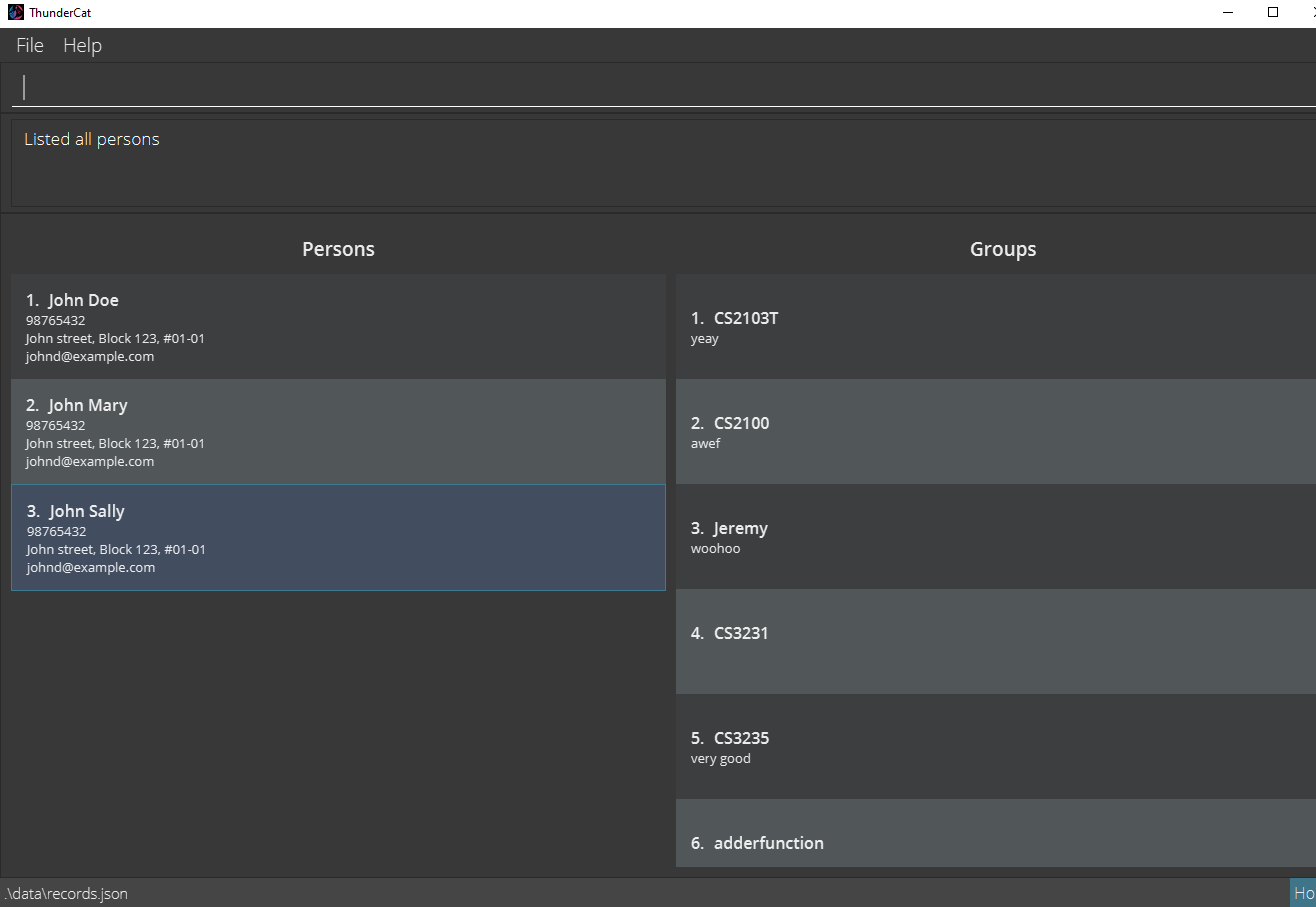 ThunderCat
File Help
Listed all persons
Persons
1. John Doe
98765432
John street, Block 123, #01-01
johnd@example.com
2. John Mary
98765432
John street, Block 123, #01-01
johnd@example.com
3. John Sally
98765432
John street, Block 123, #01-01
johnd@example.com
Groups
1. CS2103T
yeay
2. CS2100
awef
3. Jeremy
woohoo
4. CS3231
5. CS3235
very good
6. adderfunction
.\data\records.json
Ho